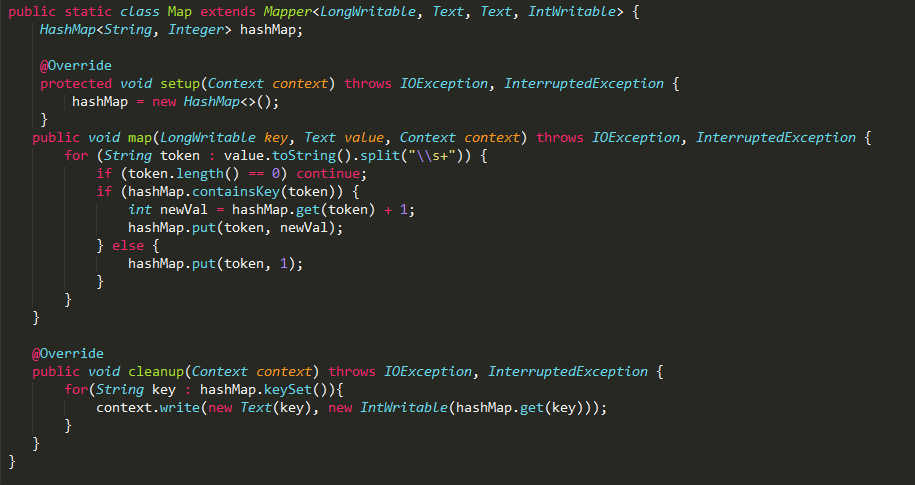 public static class Map extends Mapper<LongWritable, Text, Text, IntWritable> {
HashMap<String, Integer> hashMap;
@Override
protected void setup(Context context) throws IOException, InterruptedException {
hashMap = new HashMap<>();
}
public void map(LongWritable key, Text value, Context context) throws IOException, InterruptedException {
for (String token : value.toString().split("\\s+")) {
if (token.length() == 0) continue;
if (hashMap.containsKey(token)) {
int newVal = hashMap.get(token) + 1;
hashMap.put(token, newVal);
} else {
hashMap.put(token, 1);
}
}
}
@Override
public void cleanup(Context context) throws IOException, InterruptedException {
for(String key : hashMap.keySet()){
context.write(new Text(key), new IntWritable(hashMap.get(key)));
}
}
}